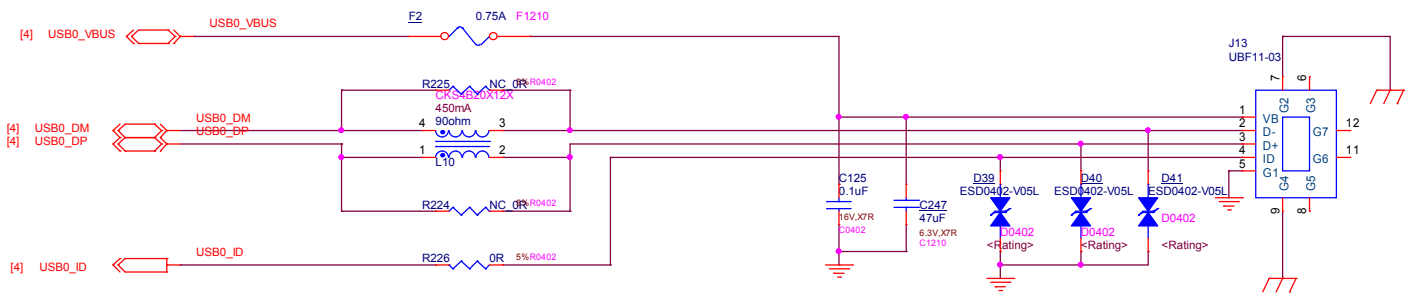 F2 0.75A F1210
[4] USB0_VBUS USB0_VBUS
J13
UBF11-03
7 6
R225 NC_0R 5% R0402
CKS4B20X12X
450mA
90ohm
[4] USB0_DM USB0_DM
[4] USB0_DP USB0_DP
4 3
1 2
L10
1 VB G2 G3
2 D- G7 12
3 D+
4 ID G6 11
5 G1 G4 G5
9 8
C125
0.1uF
16V,X7R
C0402
C247
47uF
6.3V,X7R
C1210
D39
ESD0402-V05L
D0402
<Rating>
D40
ESD0402-V05L
D0402
<Rating>
D41
ESD0402-V05L
D0402
<Rating>
R224 NC_0R 5% R0402
[4] USB0_ID USB0_ID
R226 0R 5% R0402